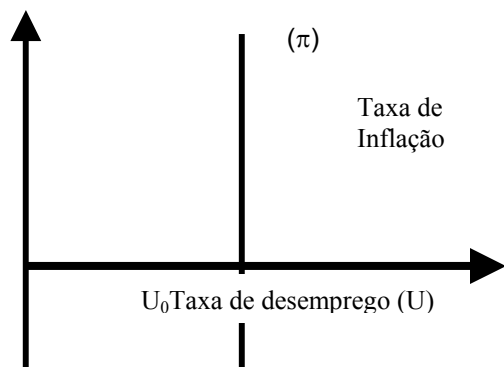 (π)
Taxa de
Inflação
U₀Taxa de desemprego (U)